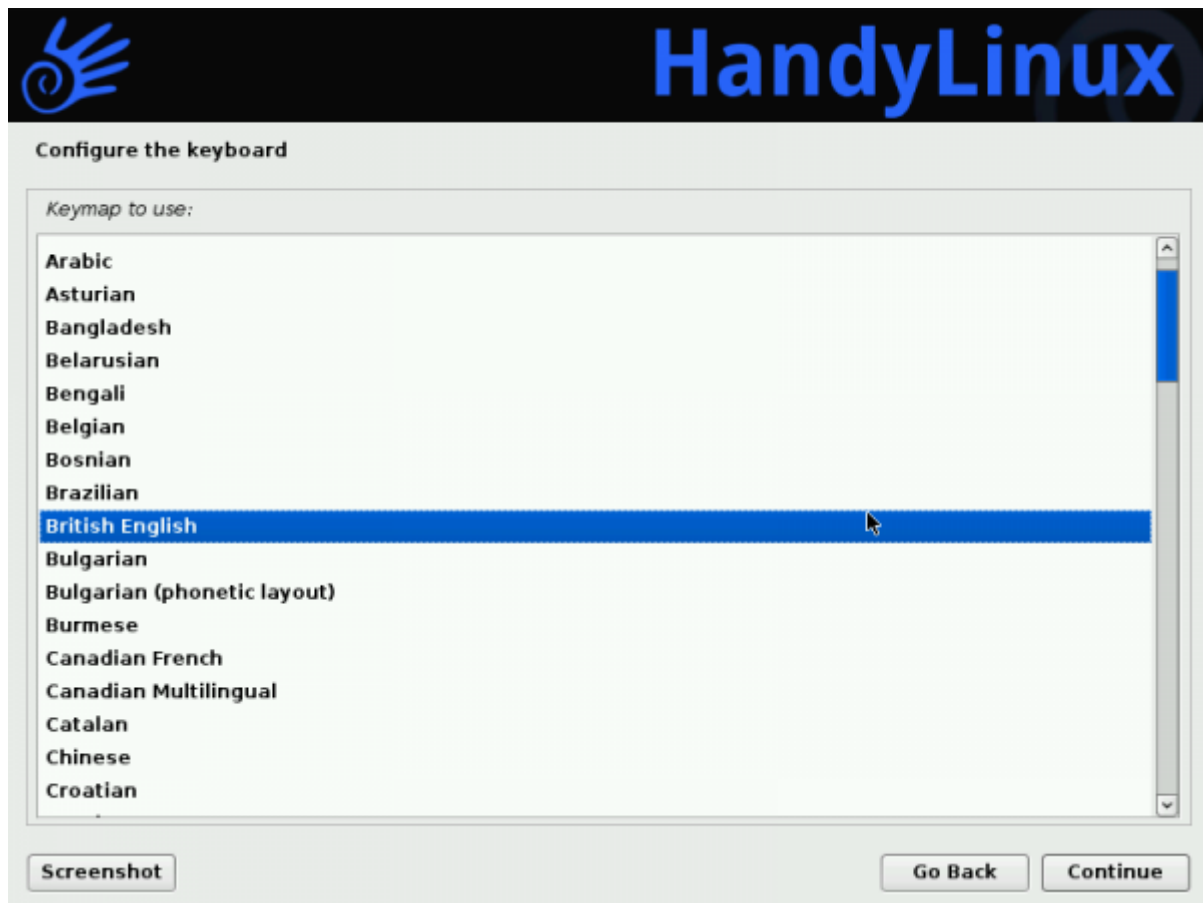 HandyLinux
Configure the keyboard
Keymap to use:
Arabic
Asturian
Bangladesh
Belarusian
Bengali
Belgian
Bosnian
Brazilian
British English
Bulgarian
Bulgarian (phonetic layout)
Burmese
Canadian French
Canadian Multilingual
Catalan
Chinese
Croatian
Screenshot
Go Back
Continue